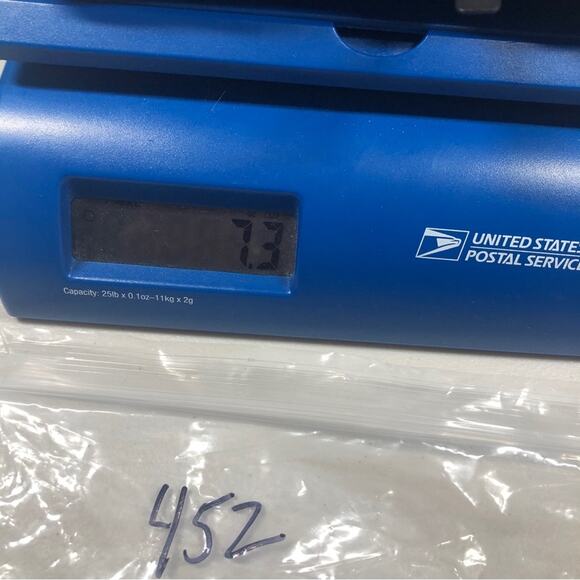 7.3
UNITED STATES
POSTAL SERVICE
Capacity: 25lb x 0.1oz–11kg x 2g
452